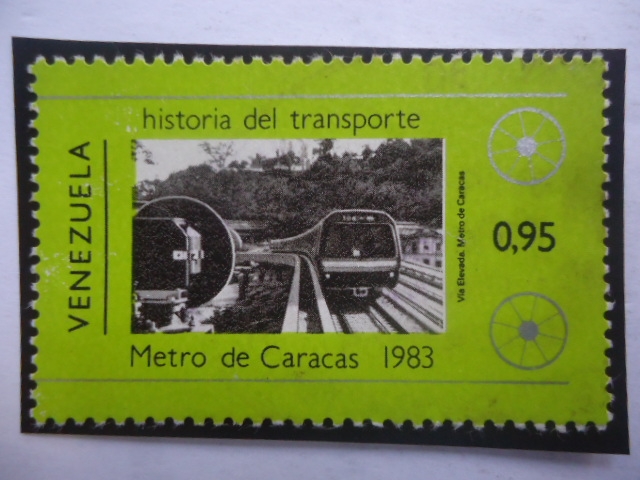 historia del transporte
VENEZUELA
Vía Elevada. Metro de Caracas
0,95
Metro de Caracas 1983